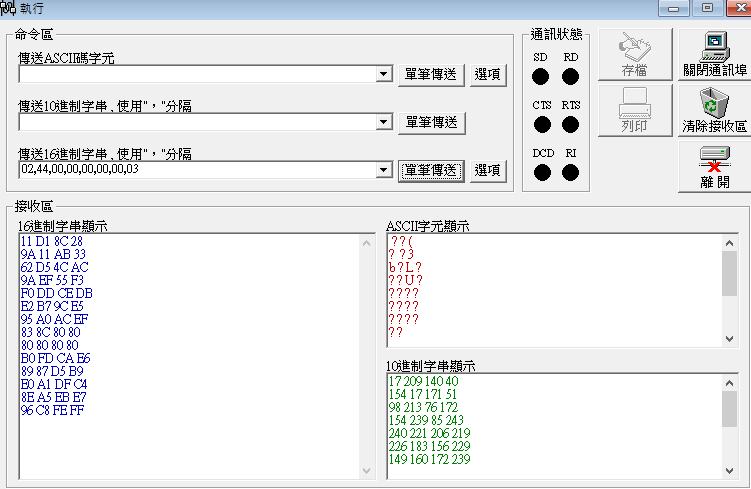 執行
命令區
傳送ASCII碼字元
單筆傳送
選項
傳送10進制字串 , 使用"，"分隔
單筆傳送
傳送16進制字串 , 使用"，"分隔
02,44,00,00,00,00,00,03
單筆傳送
選項
通訊狀態
SD RD
CTS RTS
DCD RI
存檔
關閉通訊埠
列印
清除接收區
離 開
接收區
16進制字串顯示
11 D1 8C 28
9A 11 AB 33
62 D5 4C AC
9A EF 55 F3
F0 DD CE DB
E2 B7 9C E5
95 A0 AC EF
83 8C 80 80
80 80 80 80
B0 FD CA E6
89 87 D5 B9
E0 A1 DF C4
8E A5 EB E7
96 C8 FE FF
ASCII字元顯示
??(
? ?3
b?L?
??U?
????
????
????
??
10進制字串顯示
17 209 140 40
154 17 171 51
98 213 76 172
154 239 85 243
240 221 206 219
226 183 156 229
149 160 172 239